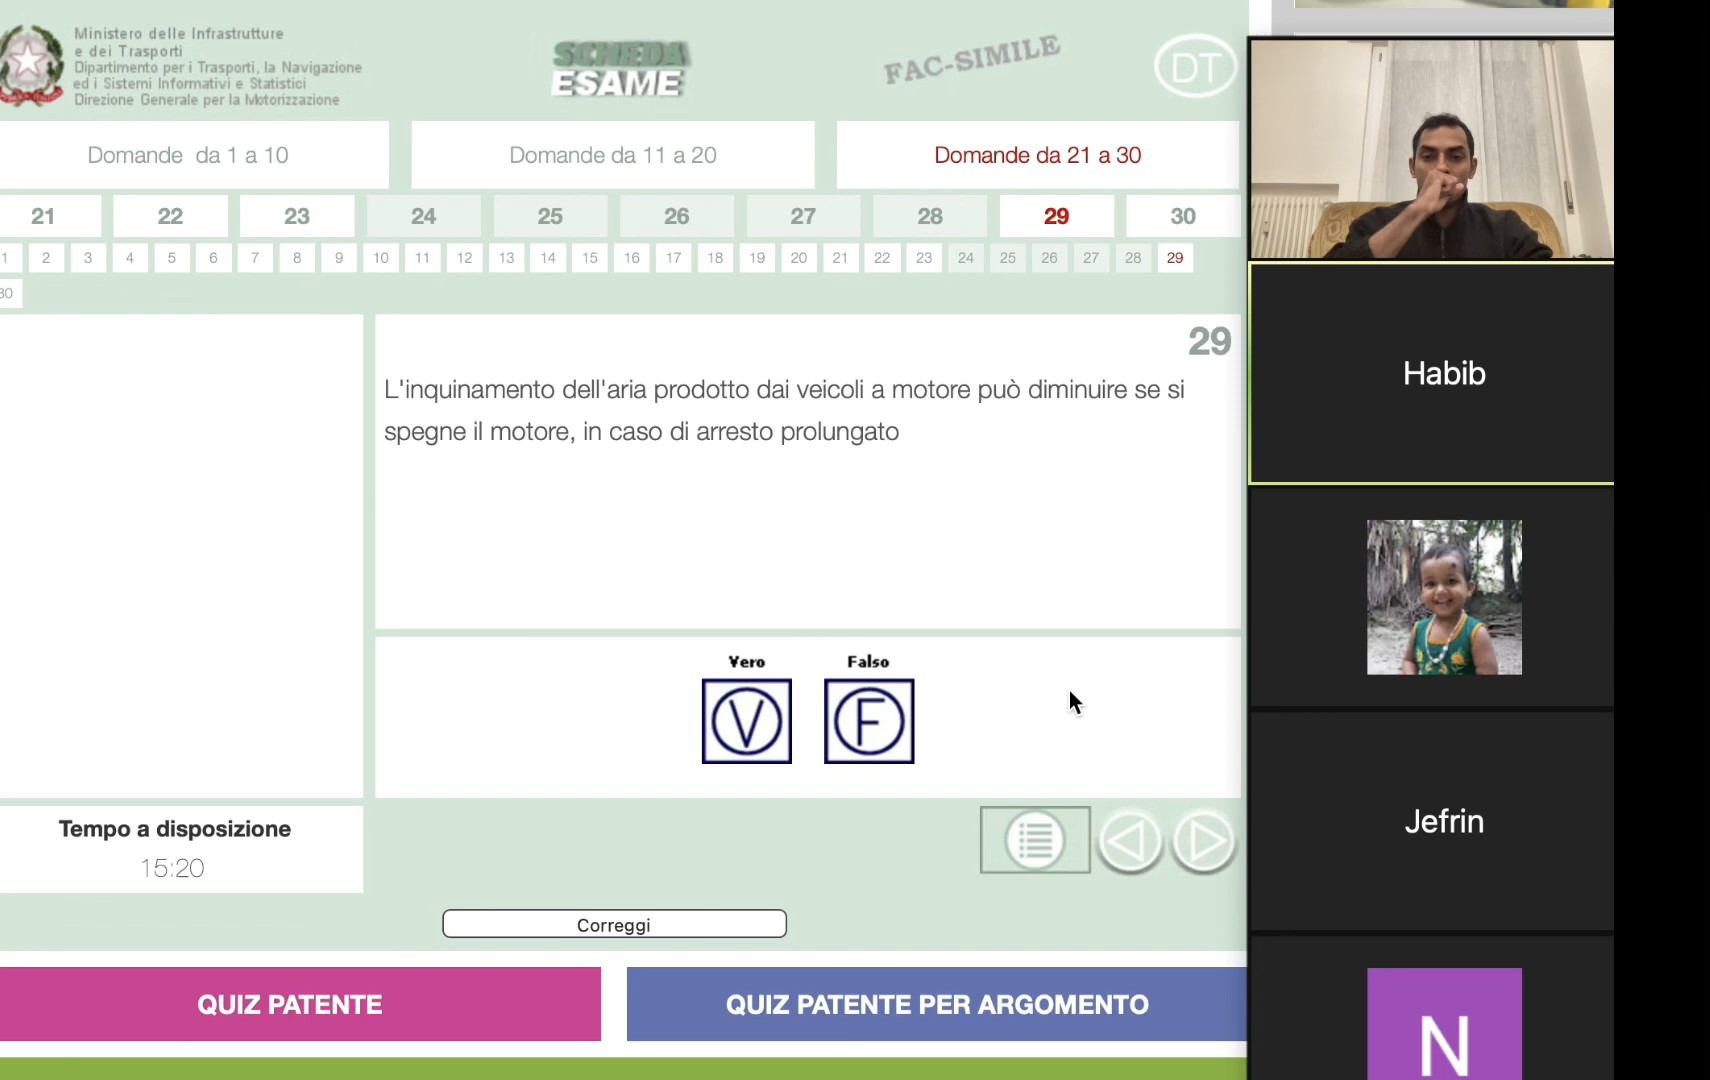 Ministero delle Infrastrutture
e dei Trasporti
Dipartimento per i Trasporti, la Navigazione
ed i Sistemi Informativi e Statistici
Direzione Generale per la Motorizzazione
SCHEDA
ESAME
FAC-SIMILE
DT
Domande da 1 a 10
Domande da 11 a 20
Domande da 21 a 30
21 22 23 24 25 26 27 28 29 30
1 2 3 4 5 6 7 8 9 10 11 12 13 14 15 16 17 18 19 20 21 22 23 24 25 26 27 28 29
30
29
L'inquinamento dell'aria prodotto dai veicoli a motore può diminuire se si
spegne il motore, in caso di arresto prolungato
Vero Falso
V F
Tempo a disposizione
15:20
Correggi
QUIZ PATENTE
QUIZ PATENTE PER ARGOMENTO
Habib
Jefrin
N